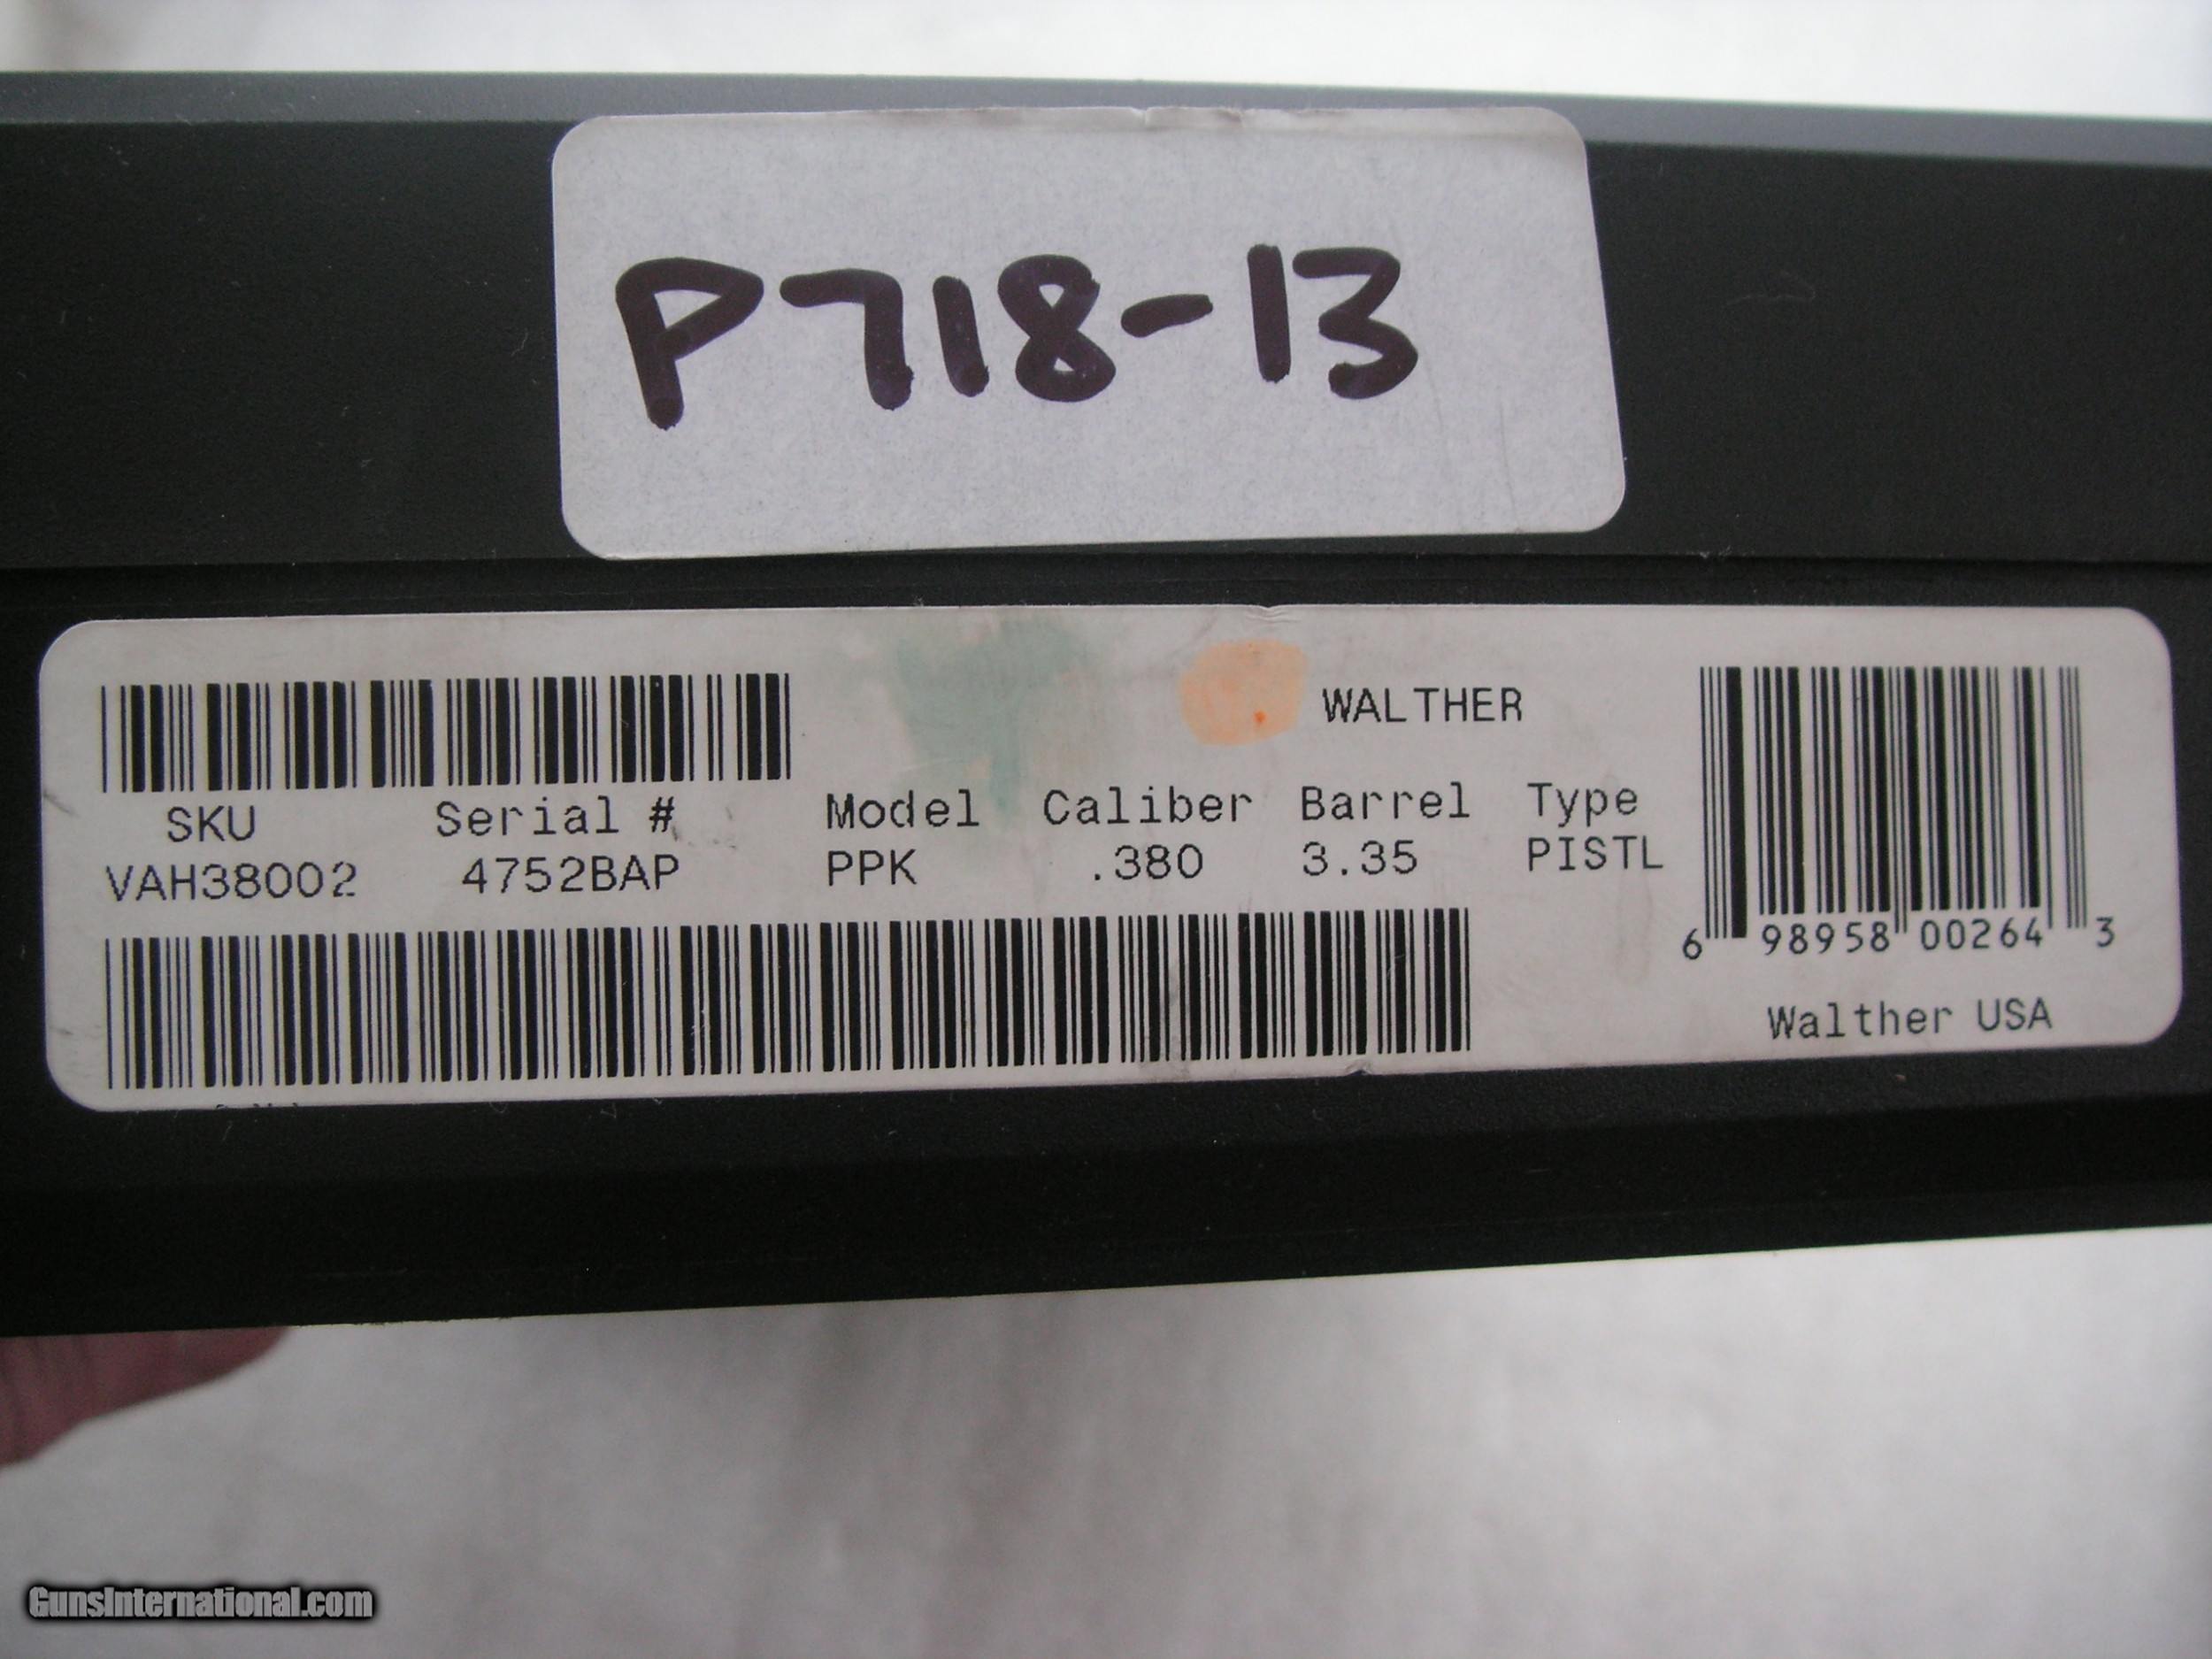 P718-13
WALTHER
SKU Serial # Model Caliber Barrel Type
VAH38002 4752BAP PPK .380 3.35 PISTL
6 98958 00264 3
Walther USA
GunsInternational.com